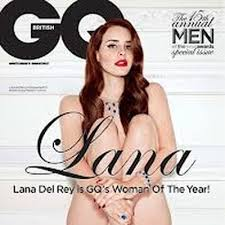 GQ
BRITISH
The 15th
annual
MEN
of the year awards
special issue
Lana
Lana Del Rey is GQ's Woman Of The Year!